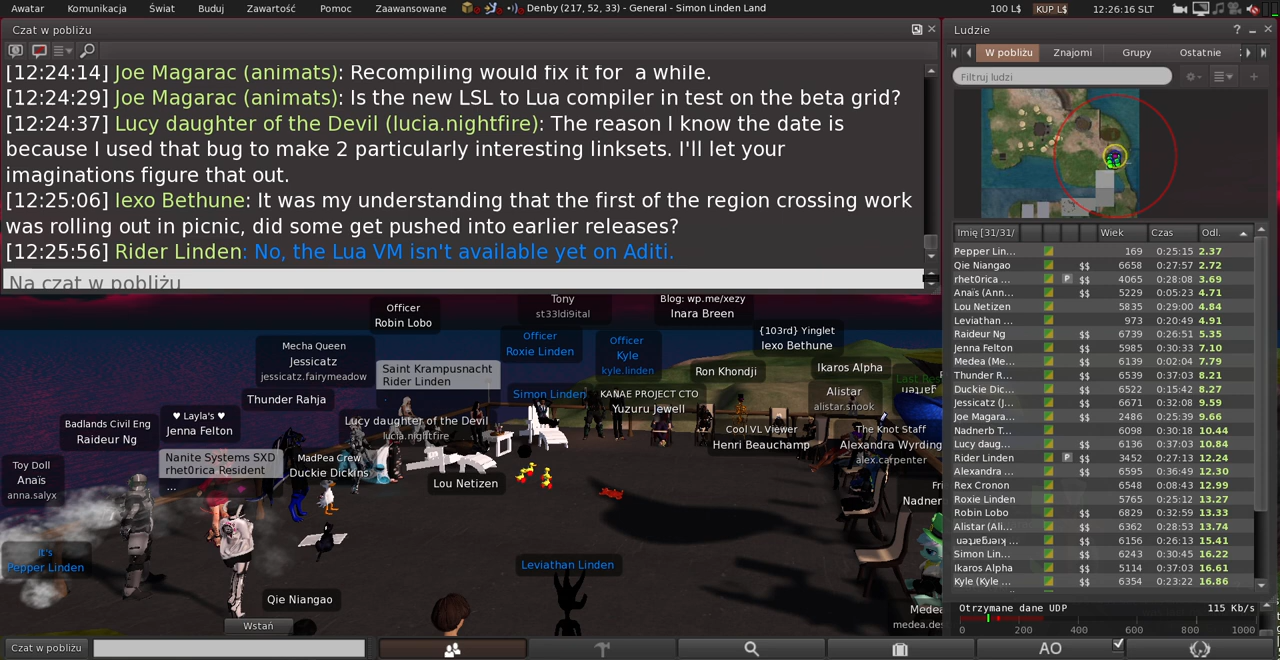 Awatar Komunikacja Świat Buduj Zawartość Pomoc Zaawansowane Denby (217, 52, 33) - General - Simon Linden Land 100 L$ KUP L$ 12:26:16 SLT
Czat w pobliżu
[12:24:14] Joe Magarac (animats): Recompiling would fix it for  a while.
[12:24:29] Joe Magarac (animats): Is the new LSL to Lua compiler in test on the beta grid?
[12:24:37] Lucy daughter of the Devil (lucia.nightfire): The reason I know the date is
because I used that bug to make 2 particularly interesting linksets. I'll let your
imaginations figure that out.
[12:25:06] Iexo Bethune: It was my understanding that the first of the region crossing work
was rolling out in picnic, did some get pushed into earlier releases?
[12:25:56] Rider Linden: No, the Lua VM isn't available yet on Aditi.
Na czat w pobliżu
Officer
Robin Lobo
Tony
st33ldi9ital
Blog: wp.me/xezy
Inara Breen
Officer
Roxie Linden
Officer
Kyle
kyle.linden
{103rd} Yinglet
Iexo Bethune
Mecha Queen
Jessicatz
jessicatz.fairymeadow
Saint Krampusnacht
Rider Linden
Ron Khondji
Ikaros Alpha
Thunder Rahja
Simon Linden
KANAE PROJECT CTO
Yuzuru Jewell
Alistar
alistar.snook
♥ Layla's ♥
Jenna Felton
Badlands Civil Eng
Raideur Ng
Lucy daughter of the Devil
lucia.nightfire
Cool VL Viewer
Henri Beauchamp
The Knot Staff
Alexandra Wyrding
alex.carpenter
Nanite Systems SXD
rhet0rica Resident
...
MadPea Crew
Duckie Dickins
Toy Doll
Anaïs
anna.salyx
Lou Netizen
It's
Pepper Linden
Leviathan Linden
Qie Niangao
Medea
medea.des
Wstań
Czat w pobliżu
Ludzie
W pobliżu Znajomi Grupy Ostatnie
Filtruj ludzi
Imię [31/31/ Wiek Czas Odl.
Pepper Lin... 169 0:25:15 2.37
Qie Niangao $$ 6658 0:27:57 2.72
rhet0rica ... P $$ 4065 0:28:08 3.69
Anaïs (Ann... $$ 5229 0:05:23 4.71
Lou Netizen 5835 0:29:00 4.84
Leviathan ... 973 0:20:49 4.91
Raideur Ng $$ 6739 0:26:51 5.35
Jenna Felton $$ 5985 0:30:33 7.10
Medea (Me... $$ 6139 0:02:04 7.79
Thunder R... $$ 6539 0:37:03 8.21
Duckie Dic... $$ 6522 0:15:42 8.27
Jessicatz (J... $$ 6671 0:32:08 9.59
Joe Magara... $$ 2486 0:25:39 9.66
Nadnerb T... 6098 0:30:18 10.44
Lucy daug... $$ 6136 0:37:03 10.84
Rider Linden P $$ 3452 0:27:13 12.24
Alexandra ... $$ 6595 0:36:49 12.30
Rex Cronon 6548 0:08:43 12.99
Roxie Linden 5765 0:25:12 13.27
Robin Lobo $$ 6829 0:32:59 13.33
Alistar (Ali... $$ 6362 0:28:53 13.74
$$ 6156 0:26:13 15.41
Simon Lin... $$ 6243 0:30:45 16.22
Ikaros Alpha $$ 5114 0:37:03 16.61
Kyle (Kyle ... $$ 6354 0:23:22 16.86
Otrzymane dane UDP 115 Kb/s
0 200 400 600 800 1000
AO